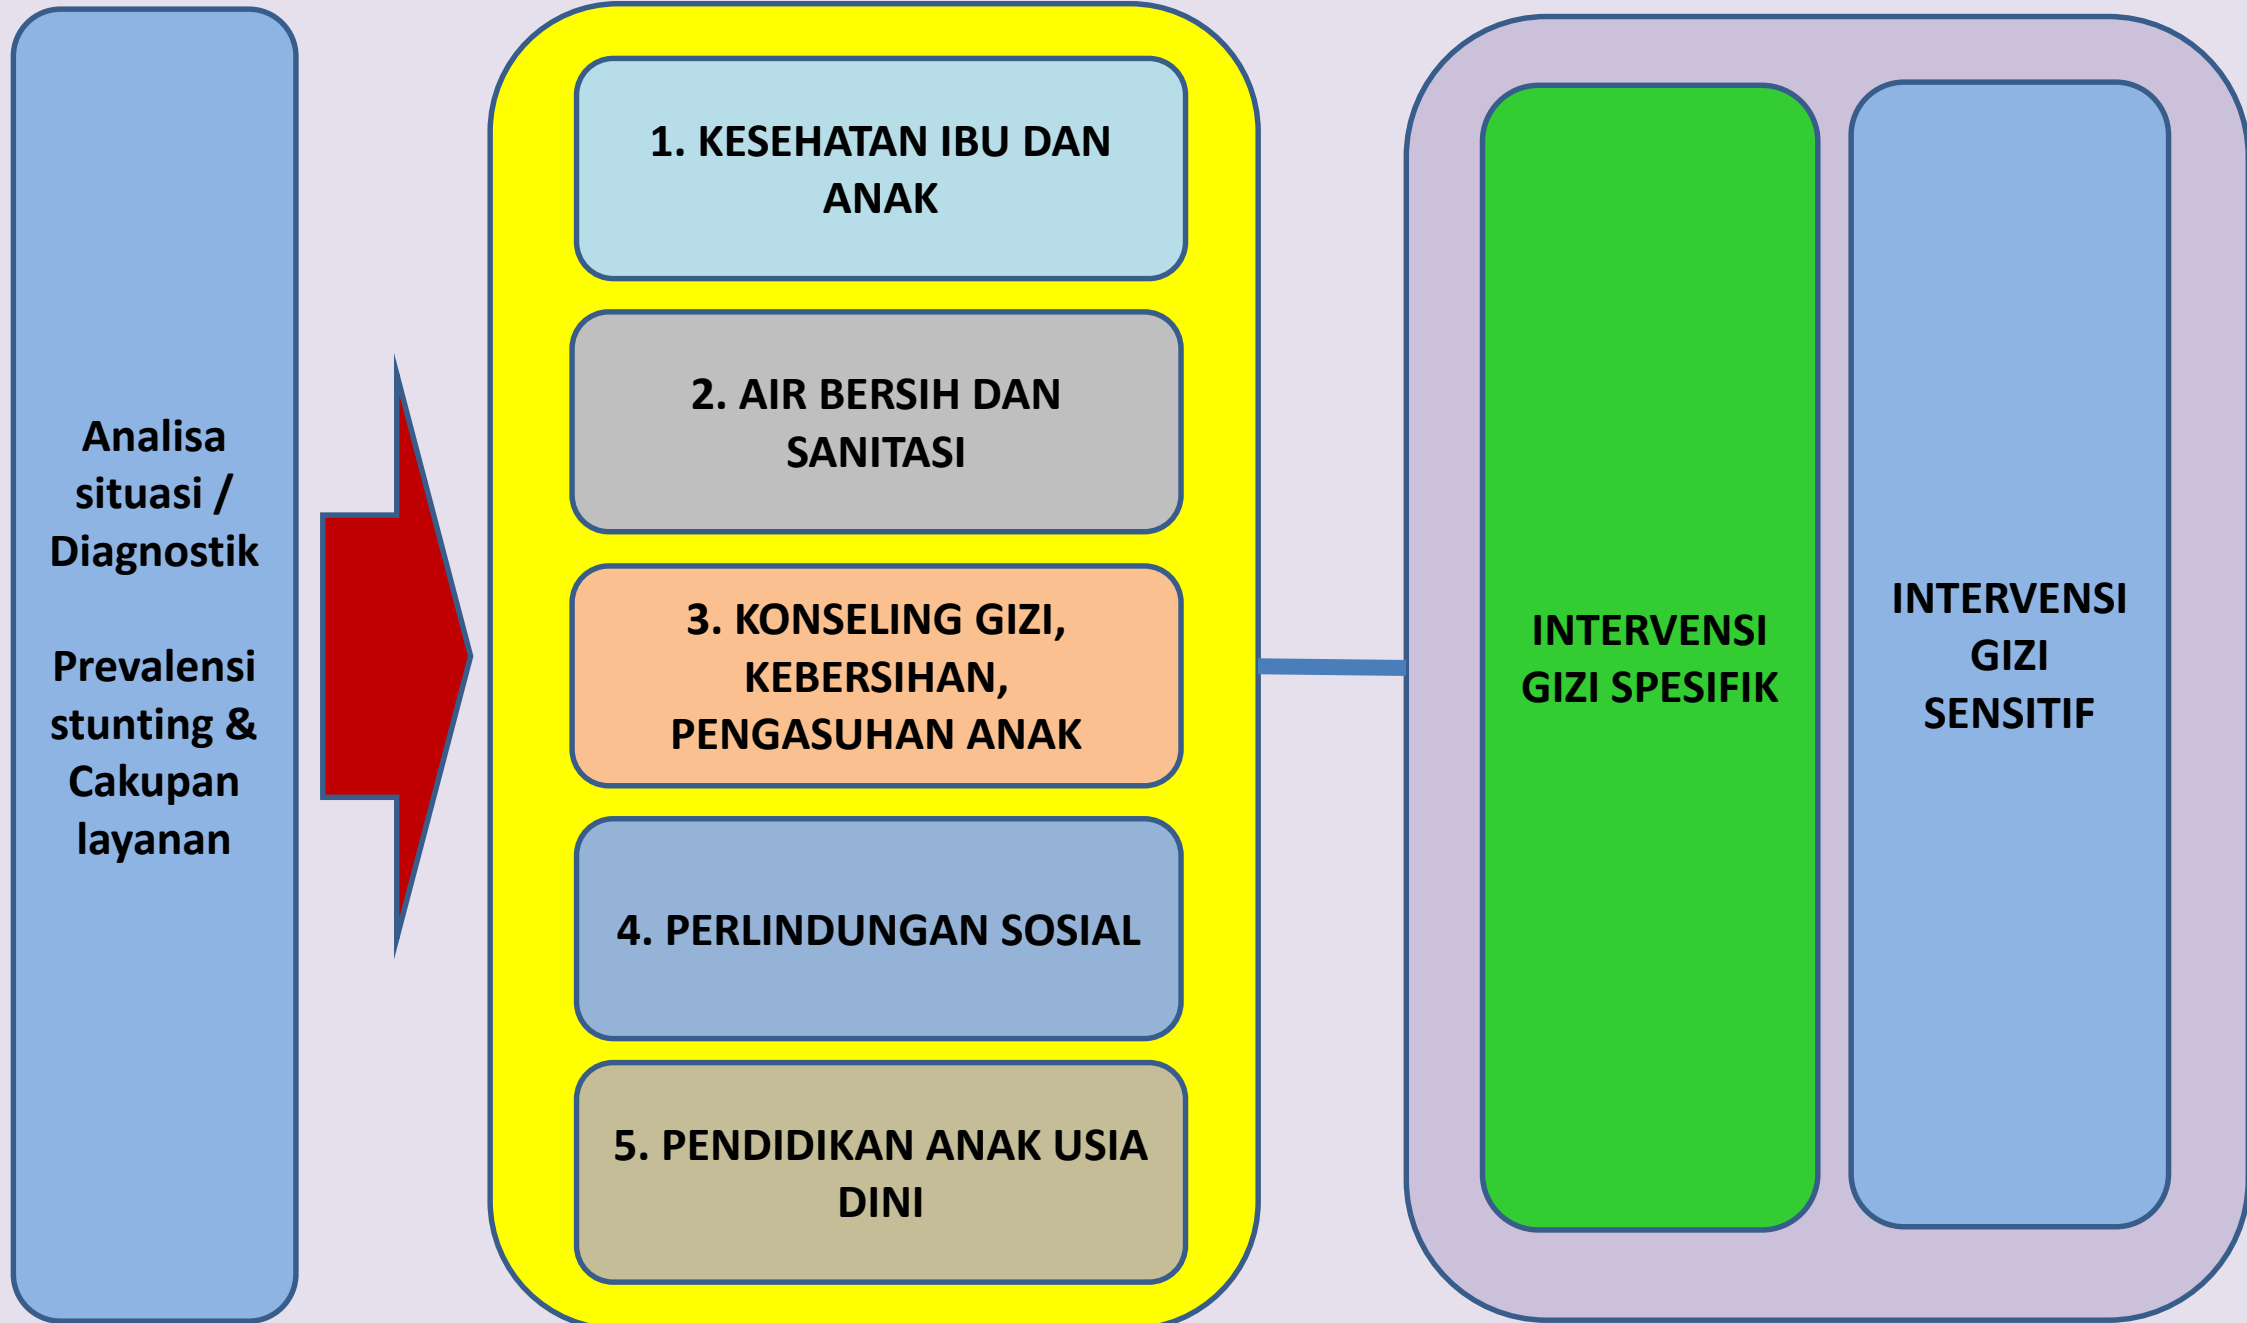 Analisa
situasi /
Diagnostik
Prevalensi
stunting &
Cakupan
layanan
1. KESEHATAN IBU DAN
ANAK
2. AIR BERSIH DAN
SANITASI
3. KONSELING GIZI,
KEBERSIHAN,
PENGASUHAN ANAK
4. PERLINDUNGAN SOSIAL
5. PENDIDIKAN ANAK USIA
DINI
INTERVENSI
GIZI SPESIFIK
INTERVENSI
GIZI
SENSITIF